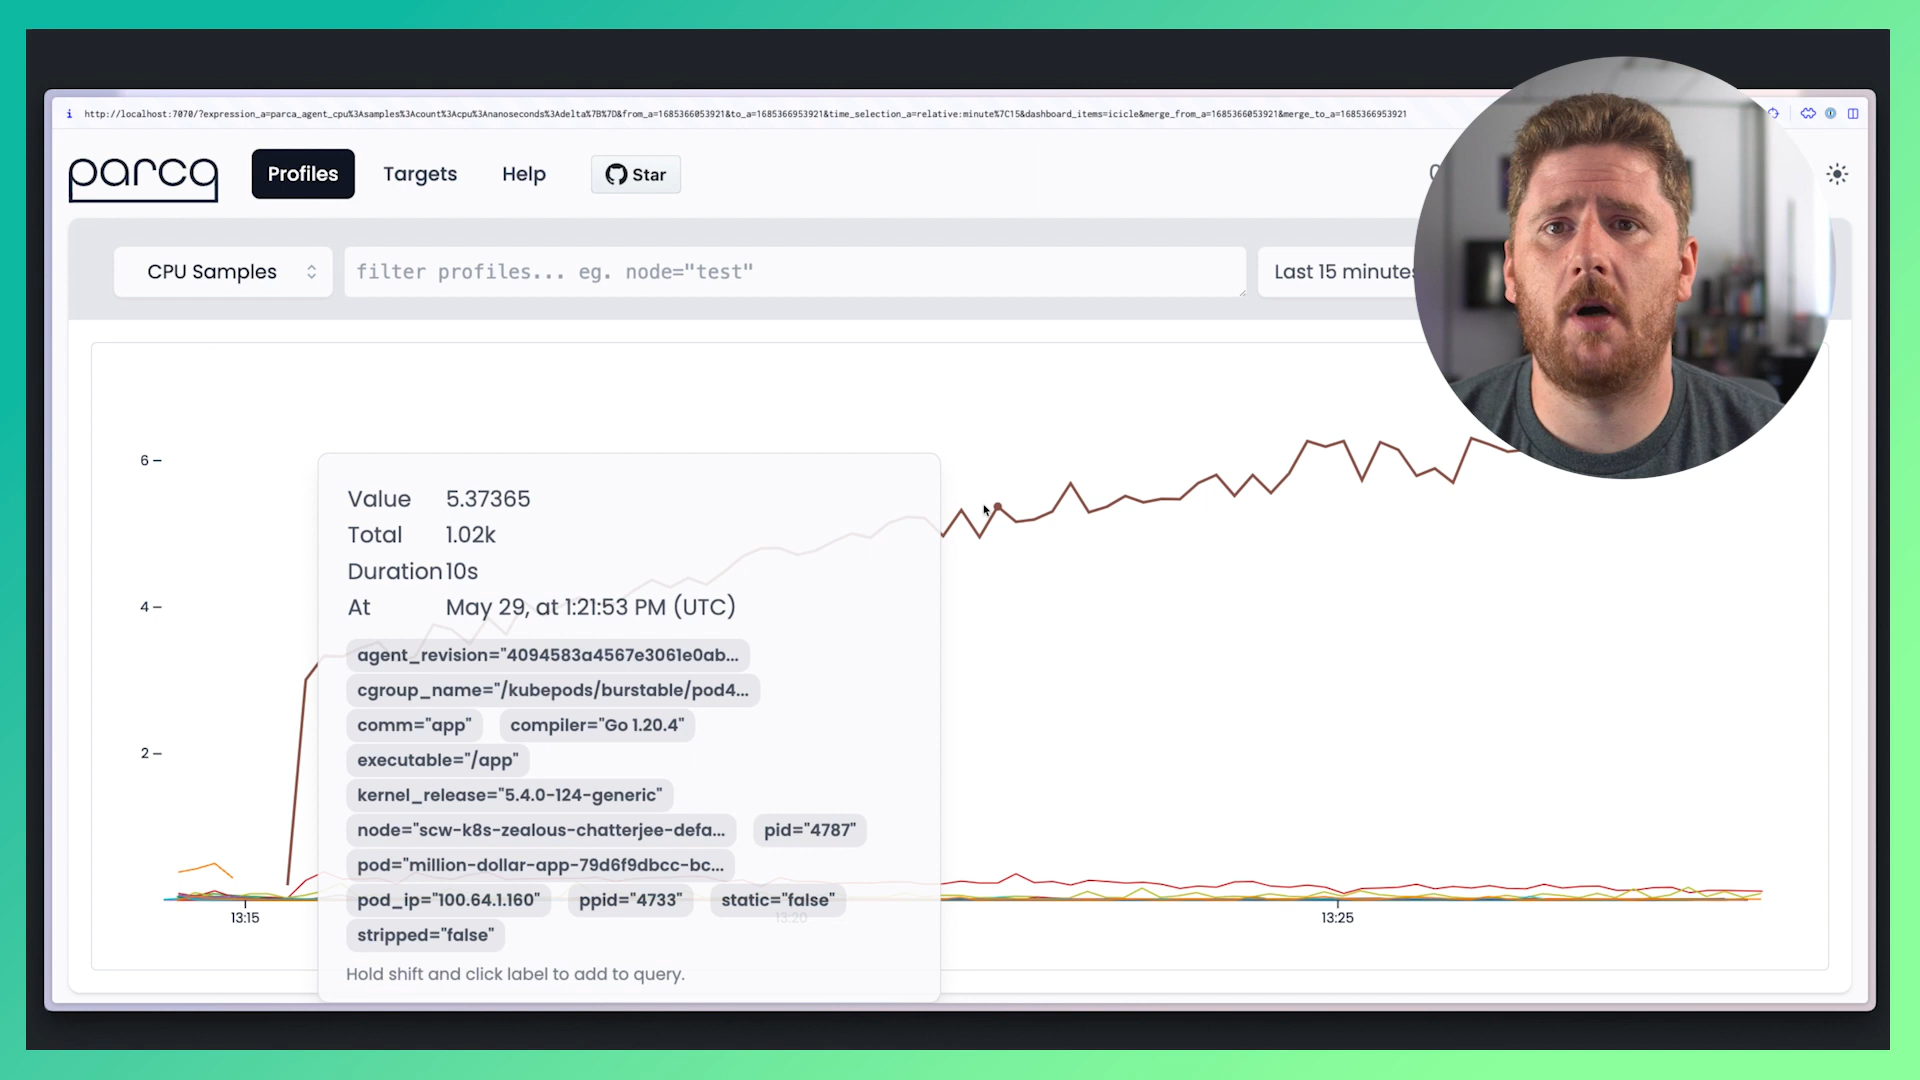 http://localhost:7070/?expression_a=parca_agent_cpu%3Asamples%3Acount%3Acpu%3Ananoseconds%3Adelta%7B%7D&from_a=1685366053921&to_a=1685366953921&time_selection_a=relative:minute%7C15&dashboard_items=icicle&merge_from_a=1685366053921&merge_to_a=1685366953921
parca
Profiles
Targets
Help
Star
CPU Samples
filter profiles... eg. node="test"
Last 15 minutes
6
4
2
Value 5.37365
Total 1.02k
Duration 10s
At May 29, at 1:21:53 PM (UTC)
agent_revision="4094583a4567e3061e0ab...
cgroup_name="/kubepods/burstable/pod4...
comm="app" compiler="Go 1.20.4"
executable="/app"
kernel_release="5.4.0-124-generic"
node="scw-k8s-zealous-chatterjee-defa... pid="4787"
pod="million-dollar-app-79d6f9dbcc-bc...
pod_ip="100.64.1.160" ppid="4733" static="false"
stripped="false"
Hold shift and click label to add to query.
13:15
13:20
13:25